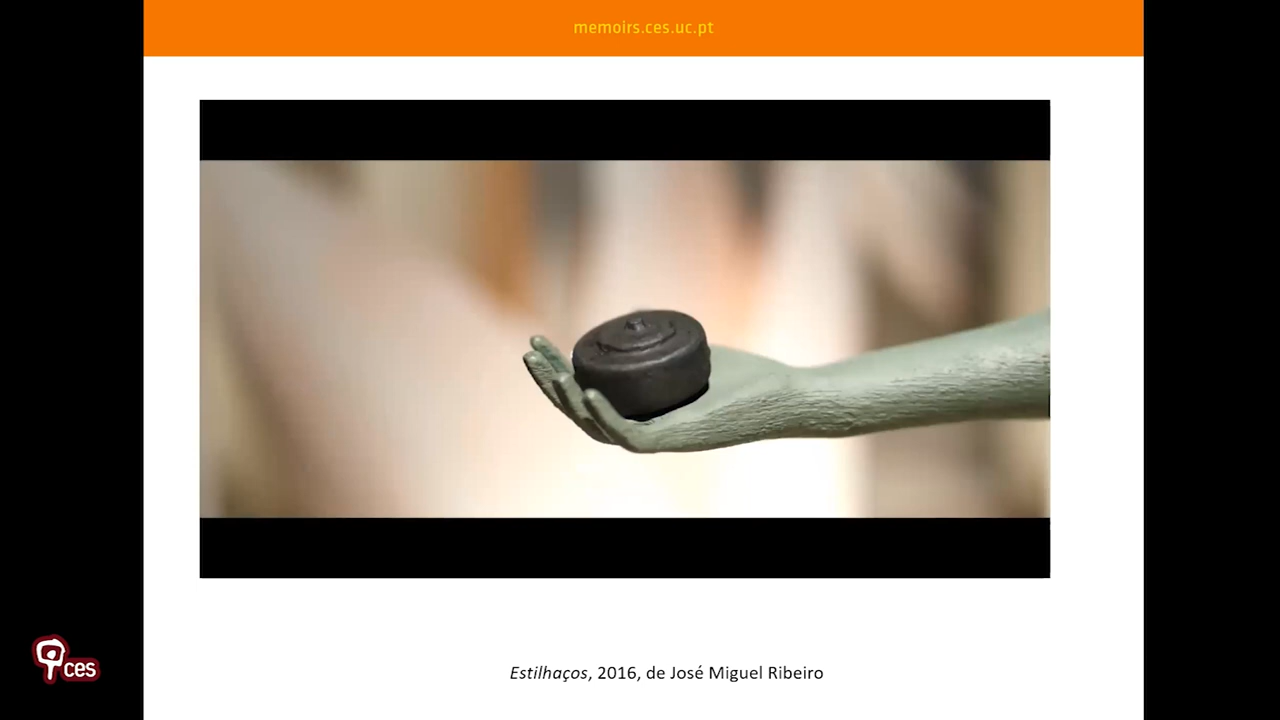 memoirs.ces.uc.pt
ces
Estilhaços, 2016, de José Miguel Ribeiro